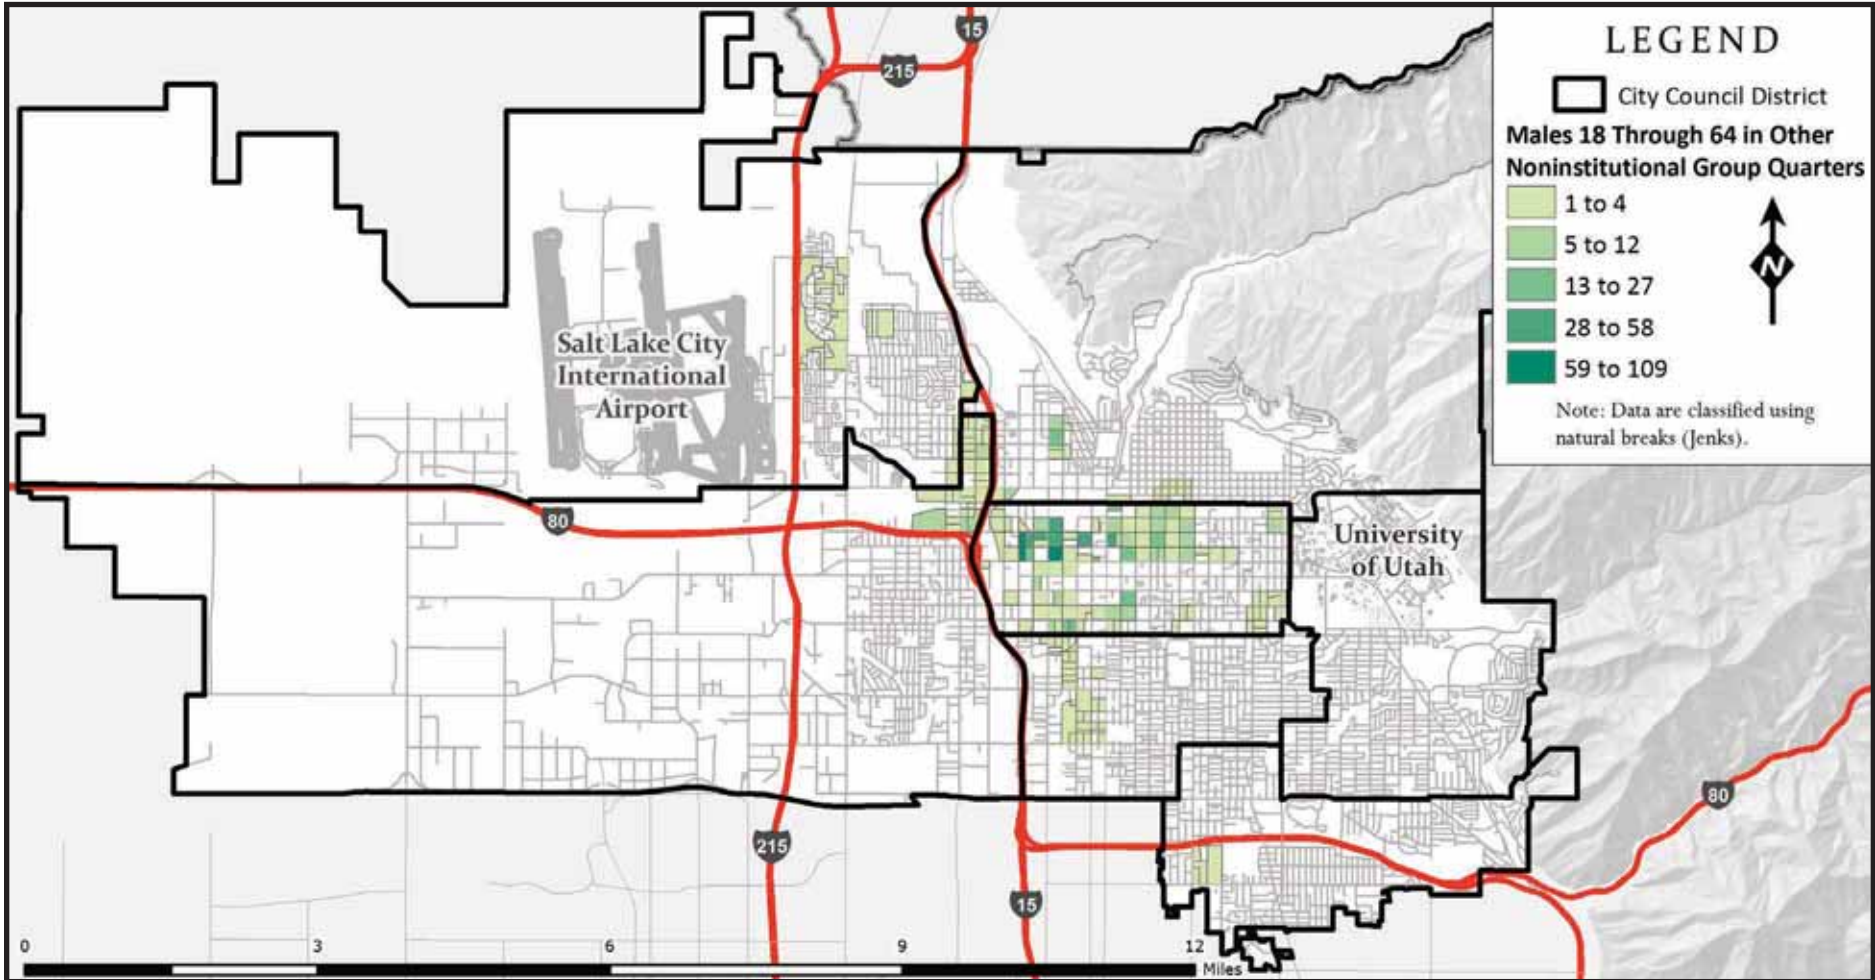 15
215
LEGEND
City Council District
Males 18 Through 64 in Other
Noninstitutional Group Quarters
1 to 4
5 to 12
13 to 27
28 to 58
59 to 109
N
Note: Data are classified using
natural breaks (Jenks).
Salt Lake City
International
Airport
80
University
of Utah
80
215
15
0 3 6 9 12
Miles